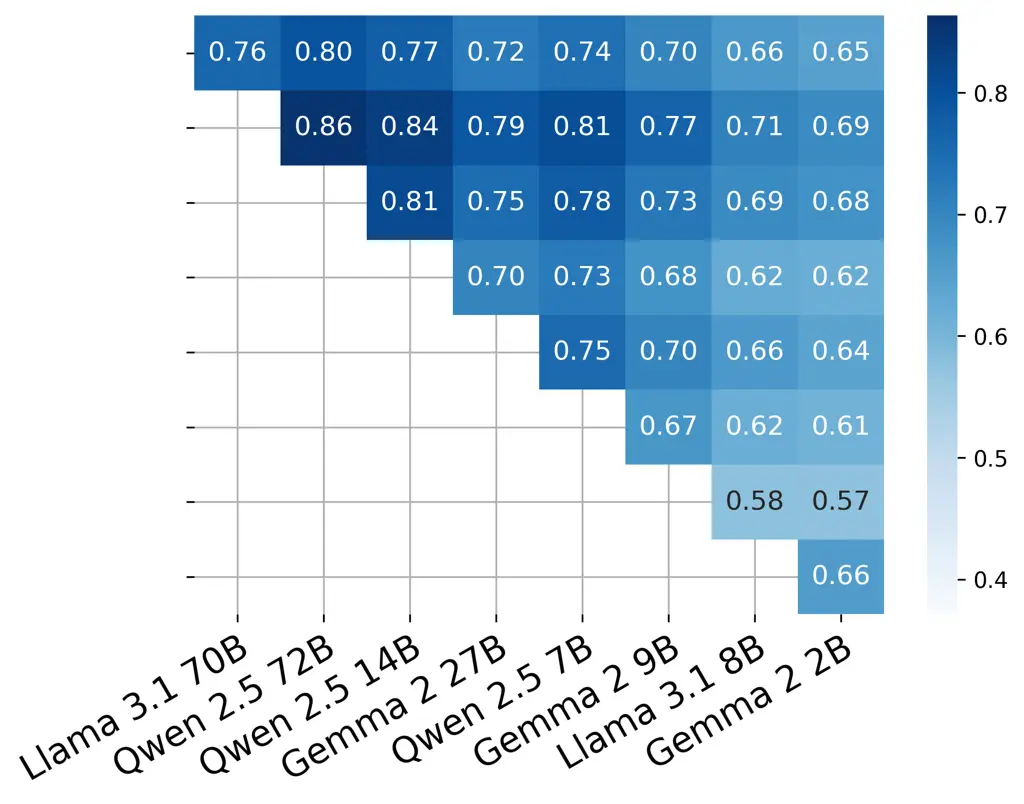 0.76 0.80 0.77 0.72 0.74 0.70 0.66 0.65
0.86 0.84 0.79 0.81 0.77 0.71 0.69
0.81 0.75 0.78 0.73 0.69 0.68
0.70 0.73 0.68 0.62 0.62
0.75 0.70 0.66 0.64
0.67 0.62 0.61
0.58 0.57
0.66
Llama 3.1 70B
Qwen 2.5 72B
Qwen 2.5 14B
Gemma 2 27B
Qwen 2.5 7B
Gemma 2 9B
Llama 3.1 8B
Gemma 2 2B
0.8
0.7
0.6
0.5
0.4